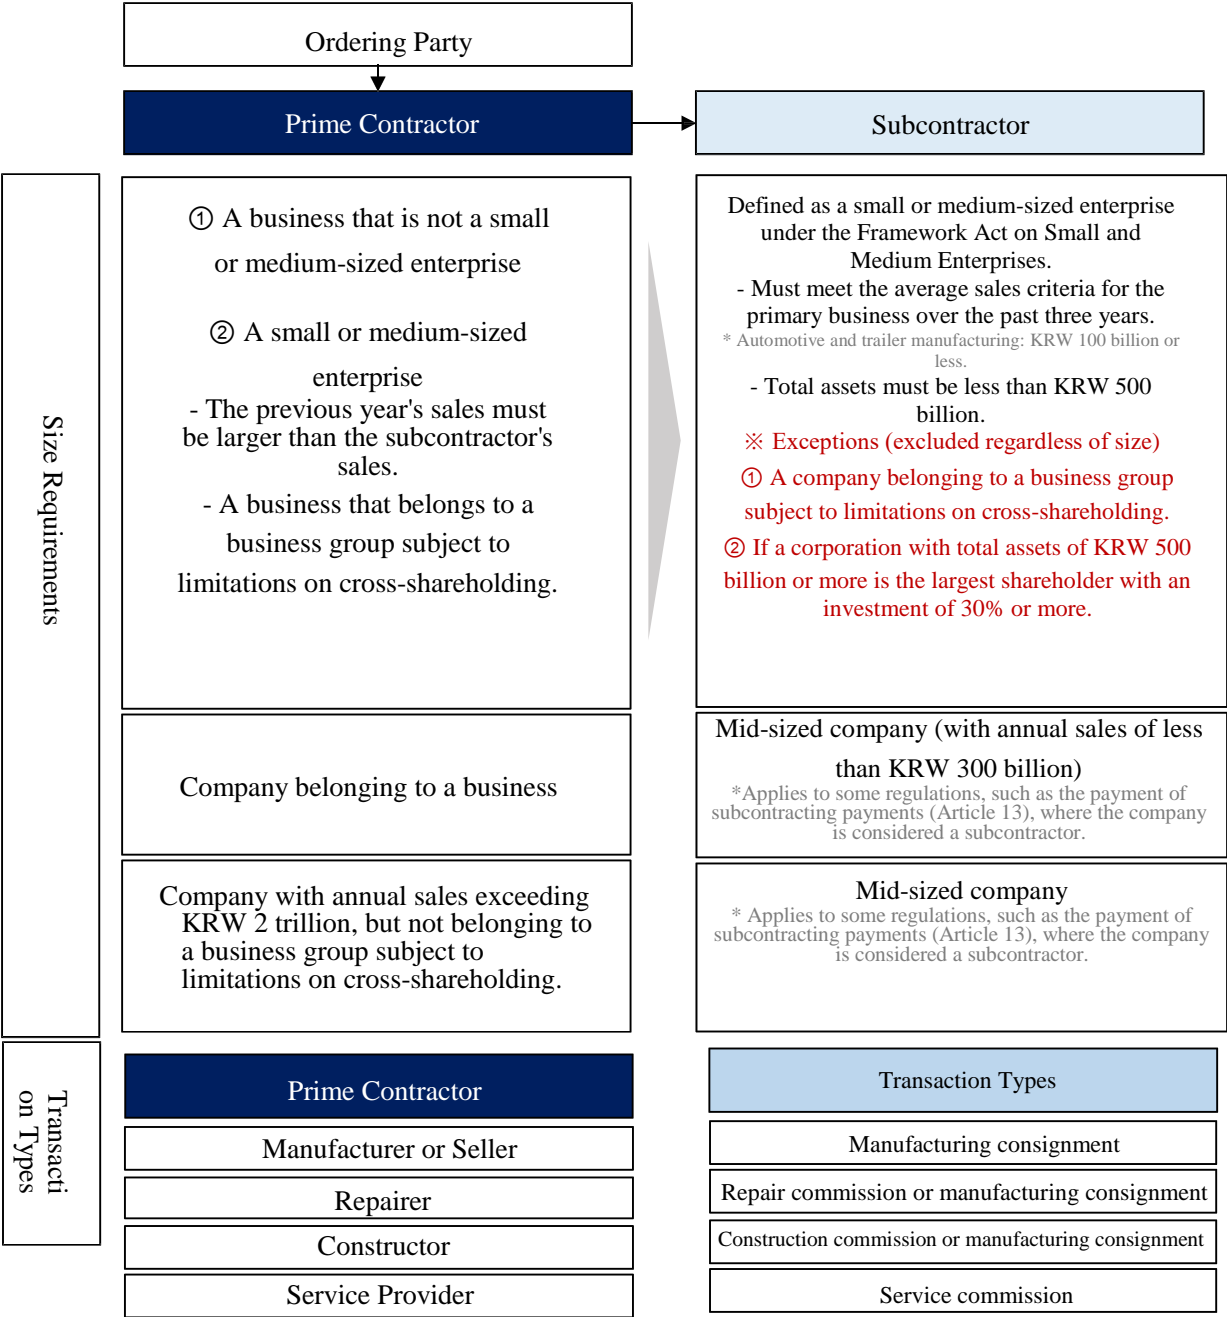 Ordering Party
Prime Contractor
Subcontractor
Size Requirements
① A business that is not a small
or medium-sized enterprise
② A small or medium-sized
enterprise
- The previous year's sales must
be larger than the subcontractor's
sales.
- A business that belongs to a
business group subject to
limitations on cross-shareholding.
Defined as a small or medium-sized enterprise
under the Framework Act on Small and
Medium Enterprises.
- Must meet the average sales criteria for the
primary business over the past three years.
* Automotive and trailer manufacturing: KRW 100 billion or
less.
- Total assets must be less than KRW 500
billion.
※ Exceptions (excluded regardless of size)
① A company belonging to a business group
subject to limitations on cross-shareholding.
② If a corporation with total assets of KRW 500
billion or more is the largest shareholder with an
investment of 30% or more.
Company belonging to a business
Mid-sized company (with annual sales of less
than KRW 300 billion)
*Applies to some regulations, such as the payment of
subcontracting payments (Article 13), where the company
is considered a subcontractor.
Company with annual sales exceeding
KRW 2 trillion, but not belonging to
a business group subject to
limitations on cross-shareholding.
Mid-sized company
* Applies to some regulations, such as the payment of
subcontracting payments (Article 13), where the company
is considered a subcontractor.
Transacti
on Types
Prime Contractor
Transaction Types
Manufacturer or Seller
Manufacturing consignment
Repairer
Repair commission or manufacturing consignment
Constructor
Construction commission or manufacturing consignment
Service Provider
Service commission